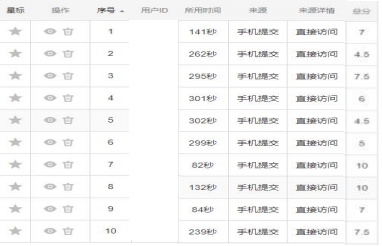 星标 操作 序号 用户ID 所用时间 来源 来源详情 总分
1 141秒 手机提交 直接访问 7
2 262秒 手机提交 直接访问 4.5
3 295秒 手机提交 直接访问 7.5
4 301秒 手机提交 直接访问 6
5 302秒 手机提交 直接访问 4.5
6 299秒 手机提交 直接访问 5
7 82秒 手机提交 直接访问 10
8 132秒 手机提交 直接访问 10
9 84秒 手机提交 直接访问 7
10 239秒 手机提交 直接访问 7.5